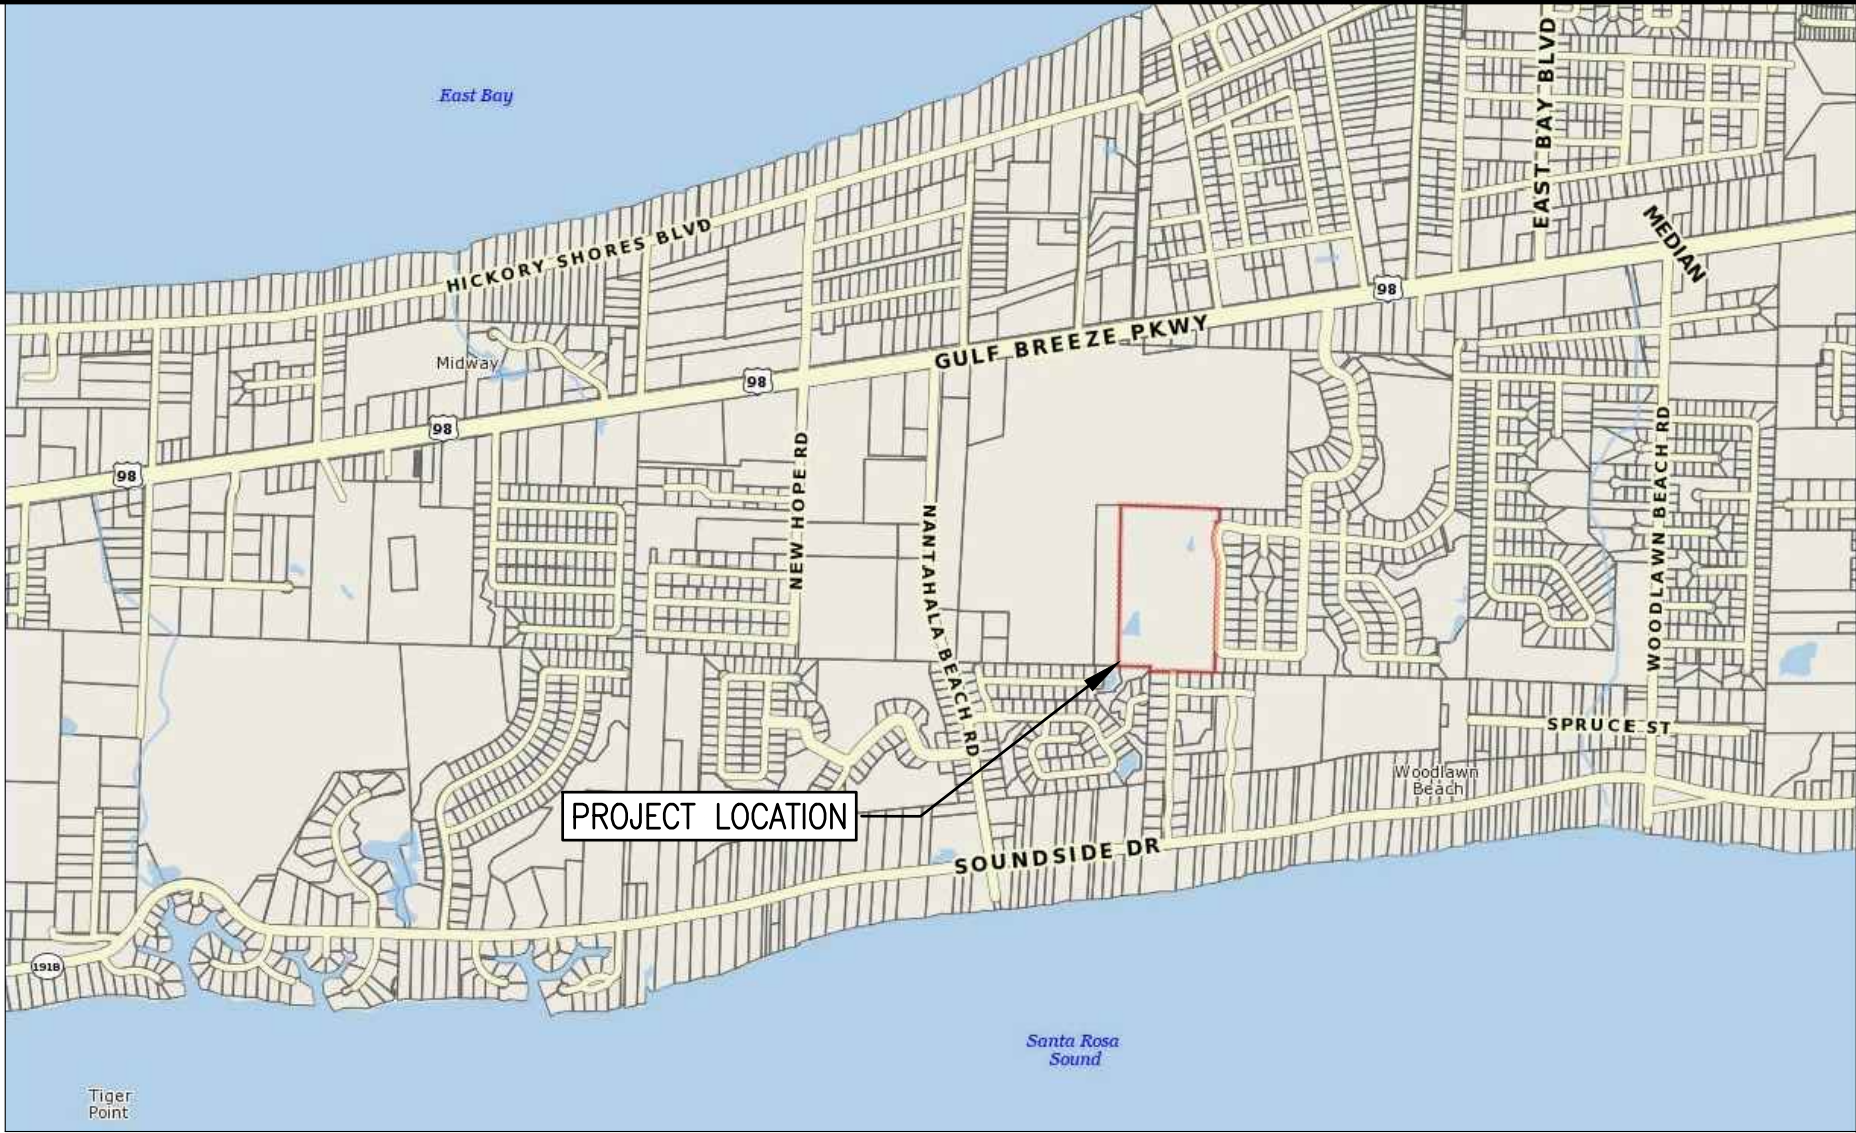 East Bay
EAST BAY BLVD
MEDIAN
HICKORY SHORES BLVD
98
GULF BREEZE PKWY
Midway
98
98
98
NEW HOPE RD
NANTAHALA BEACH RD
WOODLAWN BEACH RD
SPRUCE ST
Woodlawn
Beach
PROJECT LOCATION
SOUNDSIDE DR
191B
Santa Rosa
Sound
Tiger
Point